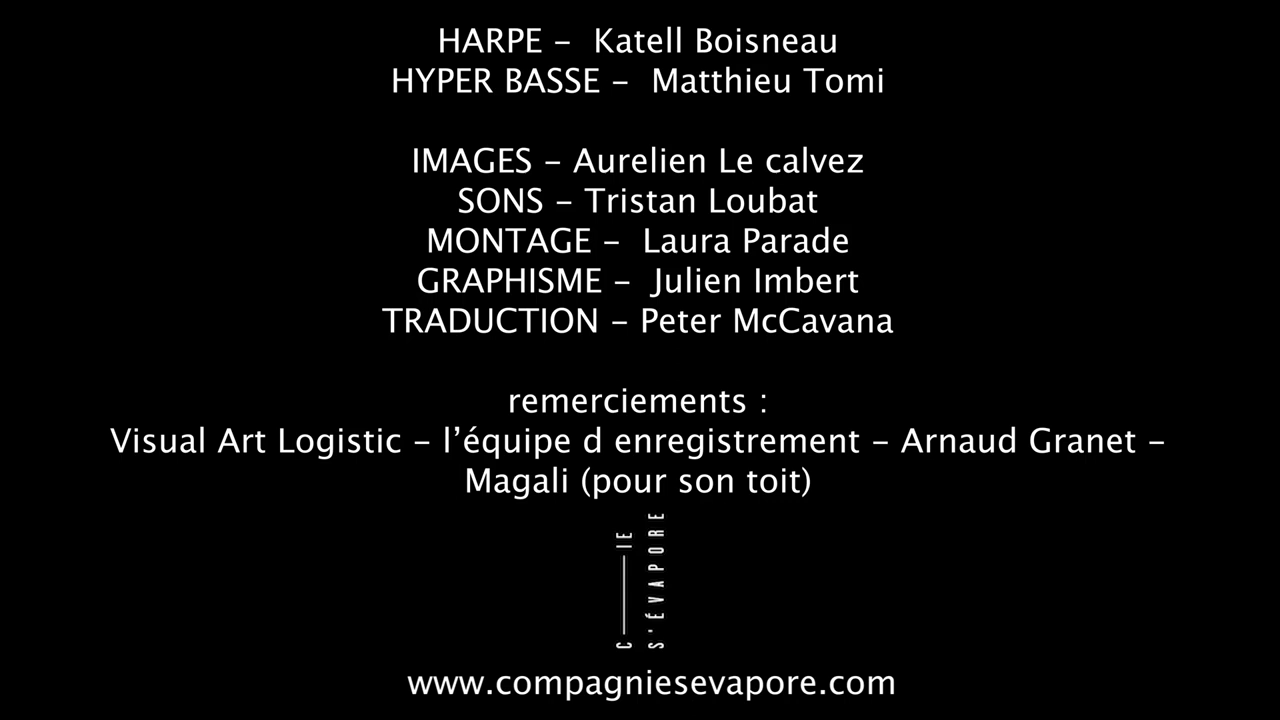 HARPE – Katell Boisneau
HYPER BASSE – Matthieu Tomi
IMAGES – Aurelien Le calvez
SONS – Tristan Loubat
MONTAGE – Laura Parade
GRAPHISME – Julien Imbert
TRADUCTION – Peter McCavana
remerciements :
Visual Art Logistic – l’équipe d enregistrement – Arnaud Granet –
Magali (pour son toit)
C——IE
S'ÉVAPORE
www.compagniesevapore.com